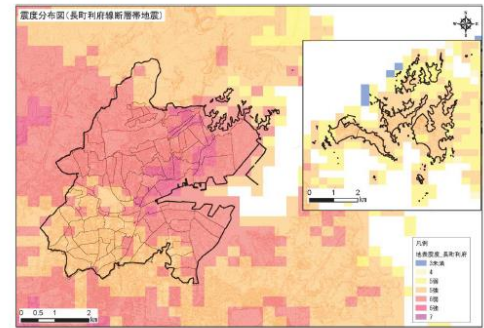 震度分布図（長町利府線断層帯地震）
N
0 1 2
km
凡例
地表震度_長町利府
3未満
4
5弱
5強
6弱
6強
7
0 0.5 1 2
km